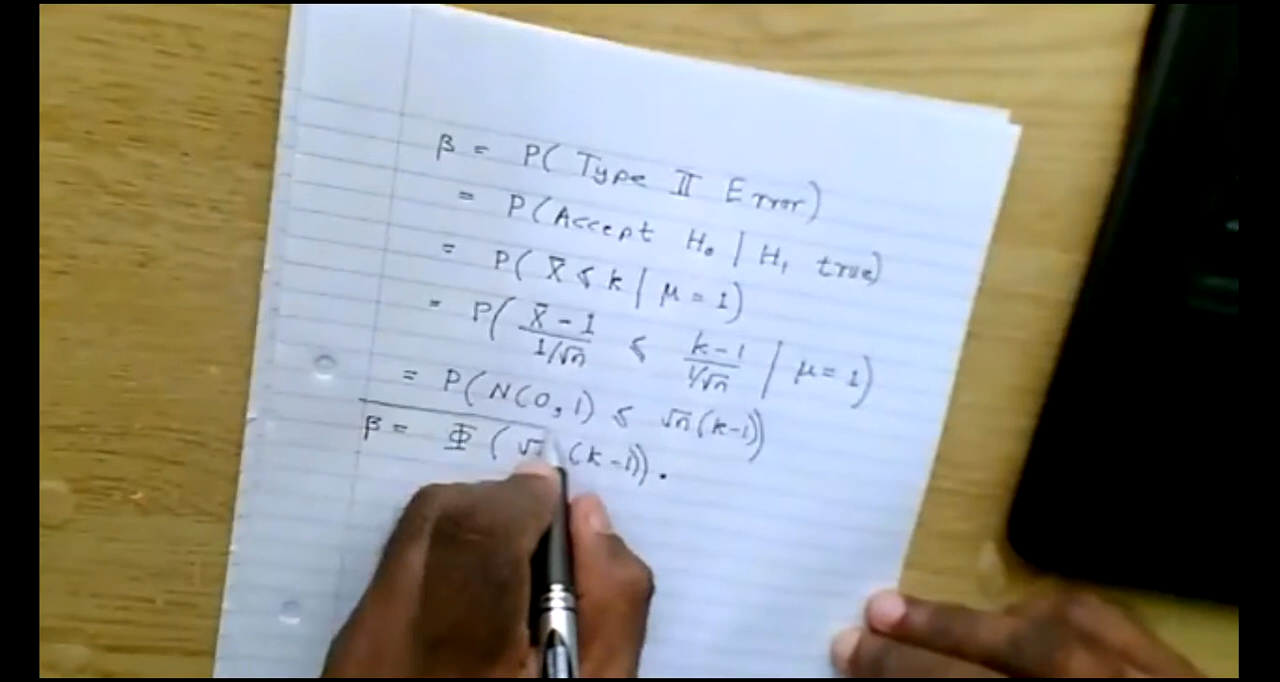 β = P( Type II Error)
= P(Accept H₀ | H₁ true)
= P( X̄ ≤ k | μ = 1)
= P( X̄ - 1 / 1/√n ≤ k-1 / 1/√n | μ = 1)
= P(N(0, 1) ≤ √n (k-1))
β = Φ ( √ (k-1)).